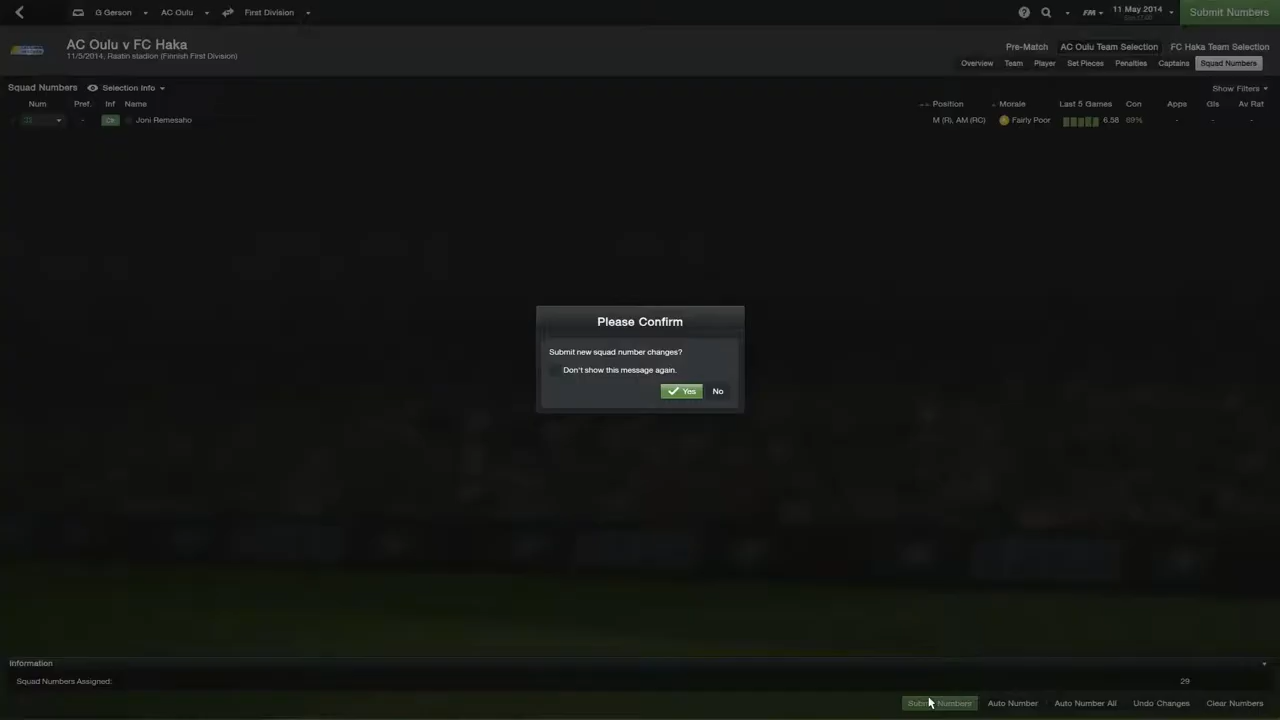 G Gerson AC Oulu First Division FM 11 May 2014 Submit Numbers
AC Oulu v FC Haka
11/5/2014, Raatin stadion (Finnish First Division)
Pre-Match AC Oulu Team Selection FC Haka Team Selection
Overview Team Player Set Pieces Penalties Captains Squad Numbers
Squad Numbers Selection Info Show Filters
Num Pref. Inf Name Position Morale Last 5 Games Con Apps Gls Av Rat
- Joni Remesaho M (R), AM (RC) Fairly Poor 6.58 89% - - -
Please Confirm
Submit new squad number changes?
Don't show this message again.
Yes No
Information
Squad Numbers Assigned: 29
Submit Numbers Auto Number Auto Number All Undo Changes Clear Numbers